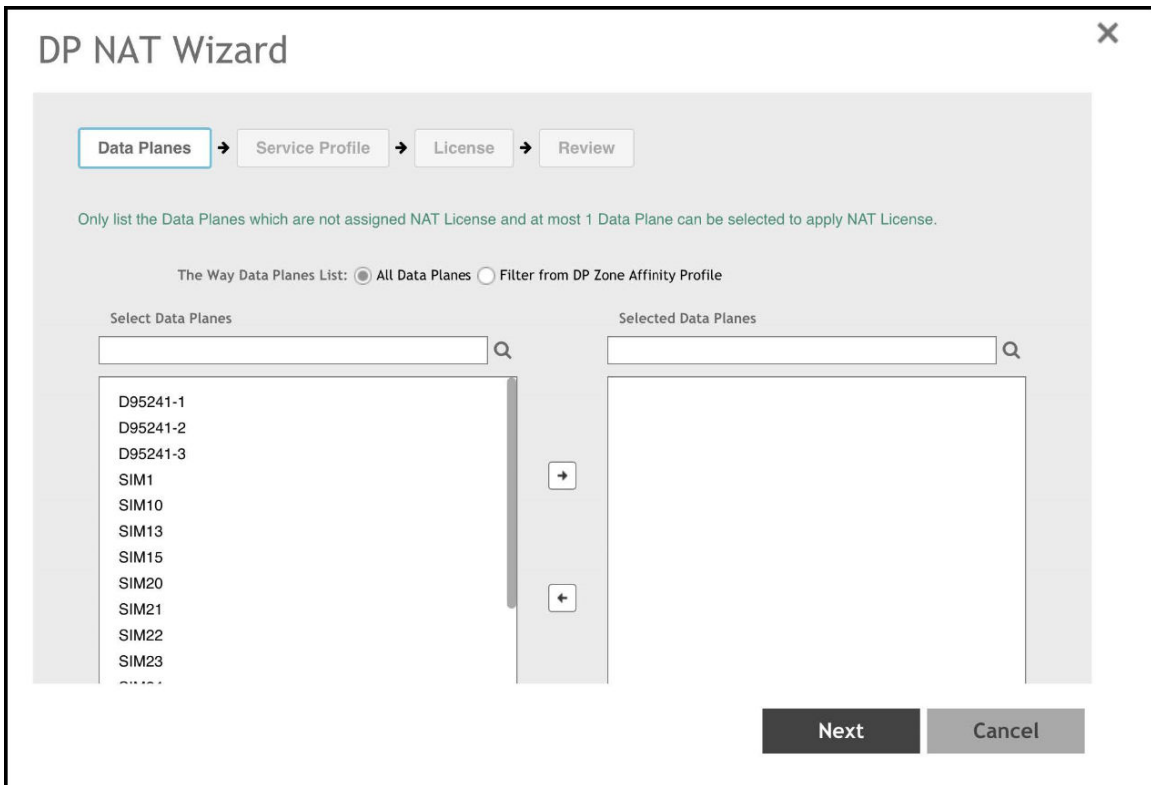 DP NAT Wizard
Data Planes
Service Profile
License
Review
Only list the Data Planes which are not assigned NAT License and at most 1 Data Plane can be selected to apply NAT License.
The Way Data Planes List: All Data Planes Filter from DP Zone Affinity Profile
Select Data Planes
Selected Data Planes
D95241-1
D95241-2
D95241-3
SIM1
SIM10
SIM13
SIM15
SIM20
SIM21
SIM22
SIM23
Next
Cancel